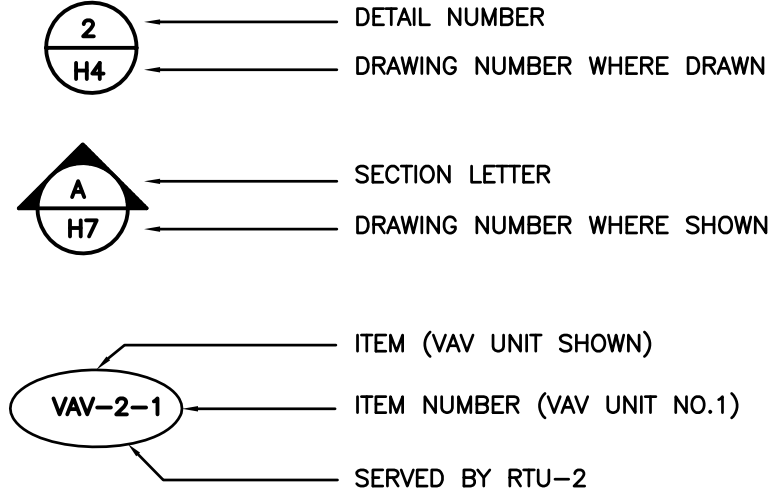 2
DETAIL NUMBER
H4
DRAWING NUMBER WHERE DRAWN
A
SECTION LETTER
H7
DRAWING NUMBER WHERE SHOWN
ITEM (VAV UNIT SHOWN)
VAV-2-1
ITEM NUMBER (VAV UNIT NO.1)
SERVED BY RTU-2